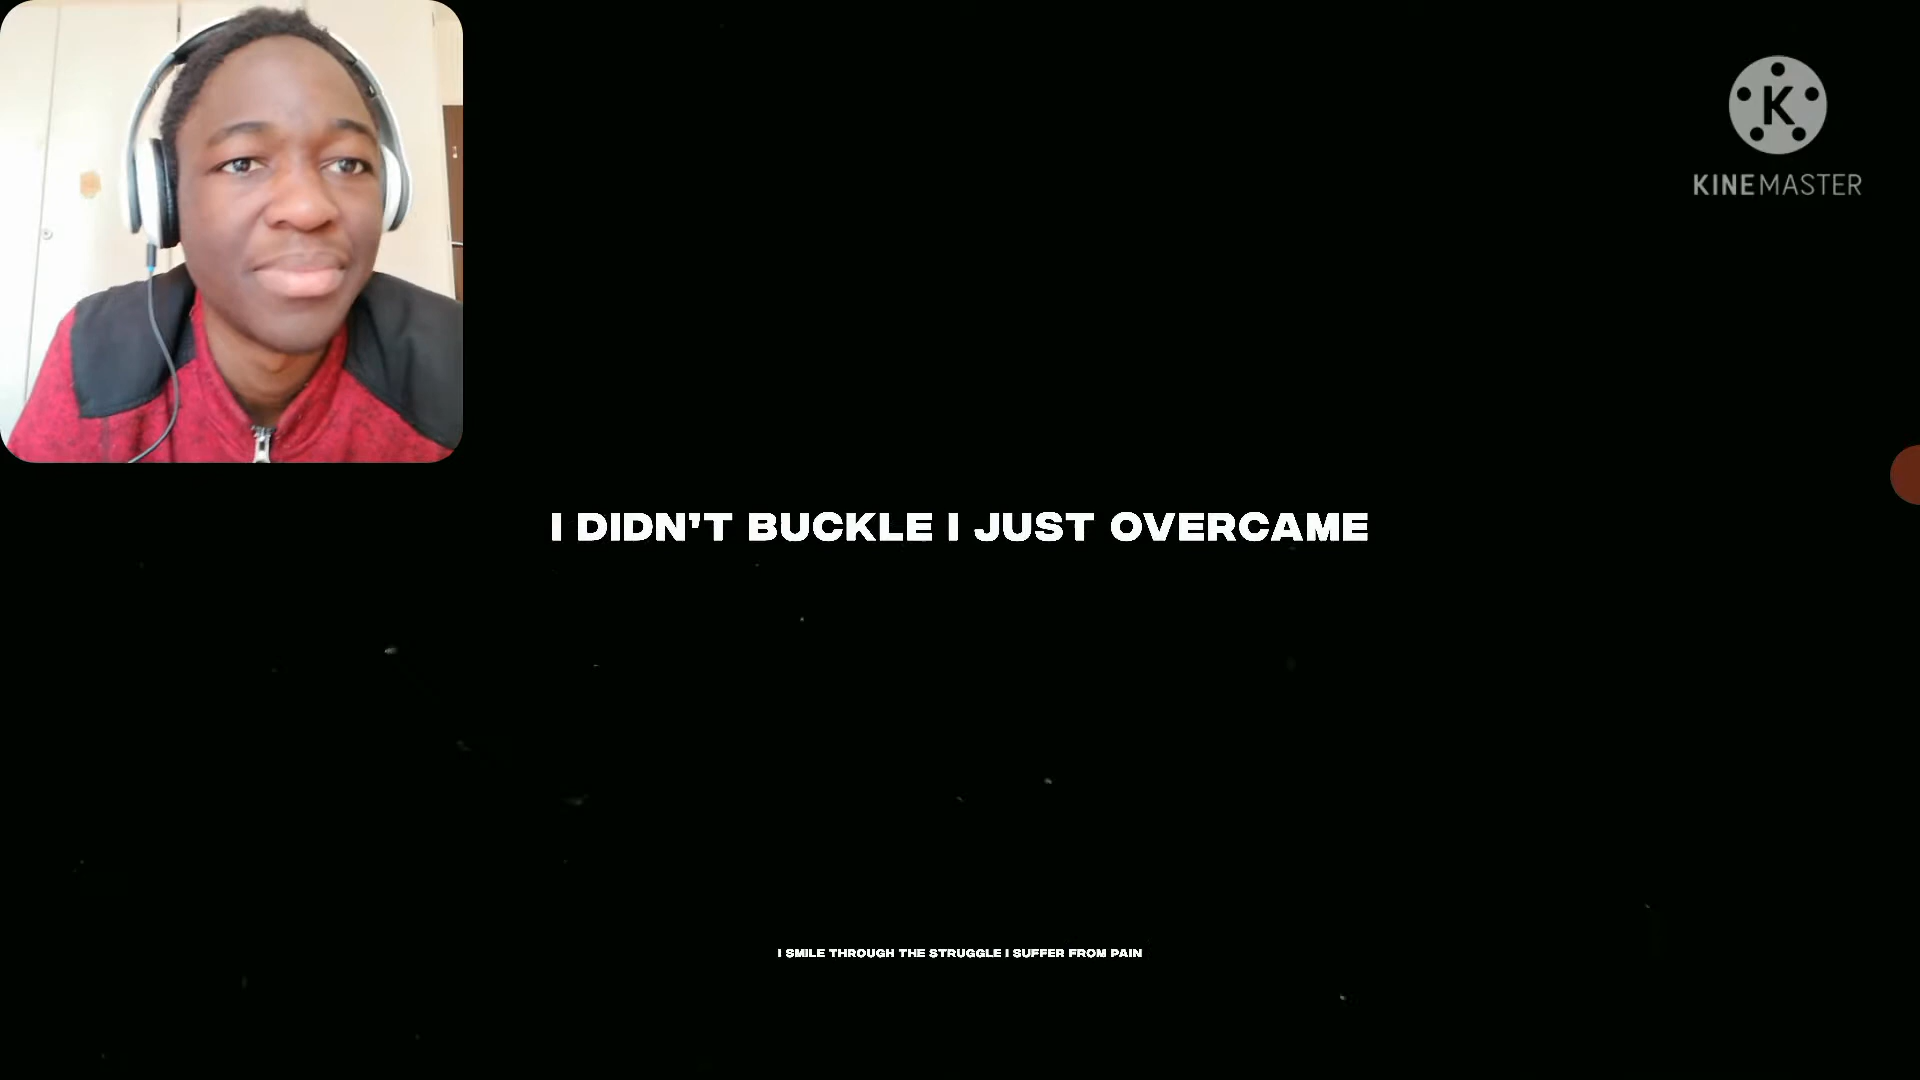 K
KINEMASTER
I DIDN’T BUCKLE I JUST OVERCAME
I SMILE THROUGH THE STRUGGLE I SUFFER FROM PAIN